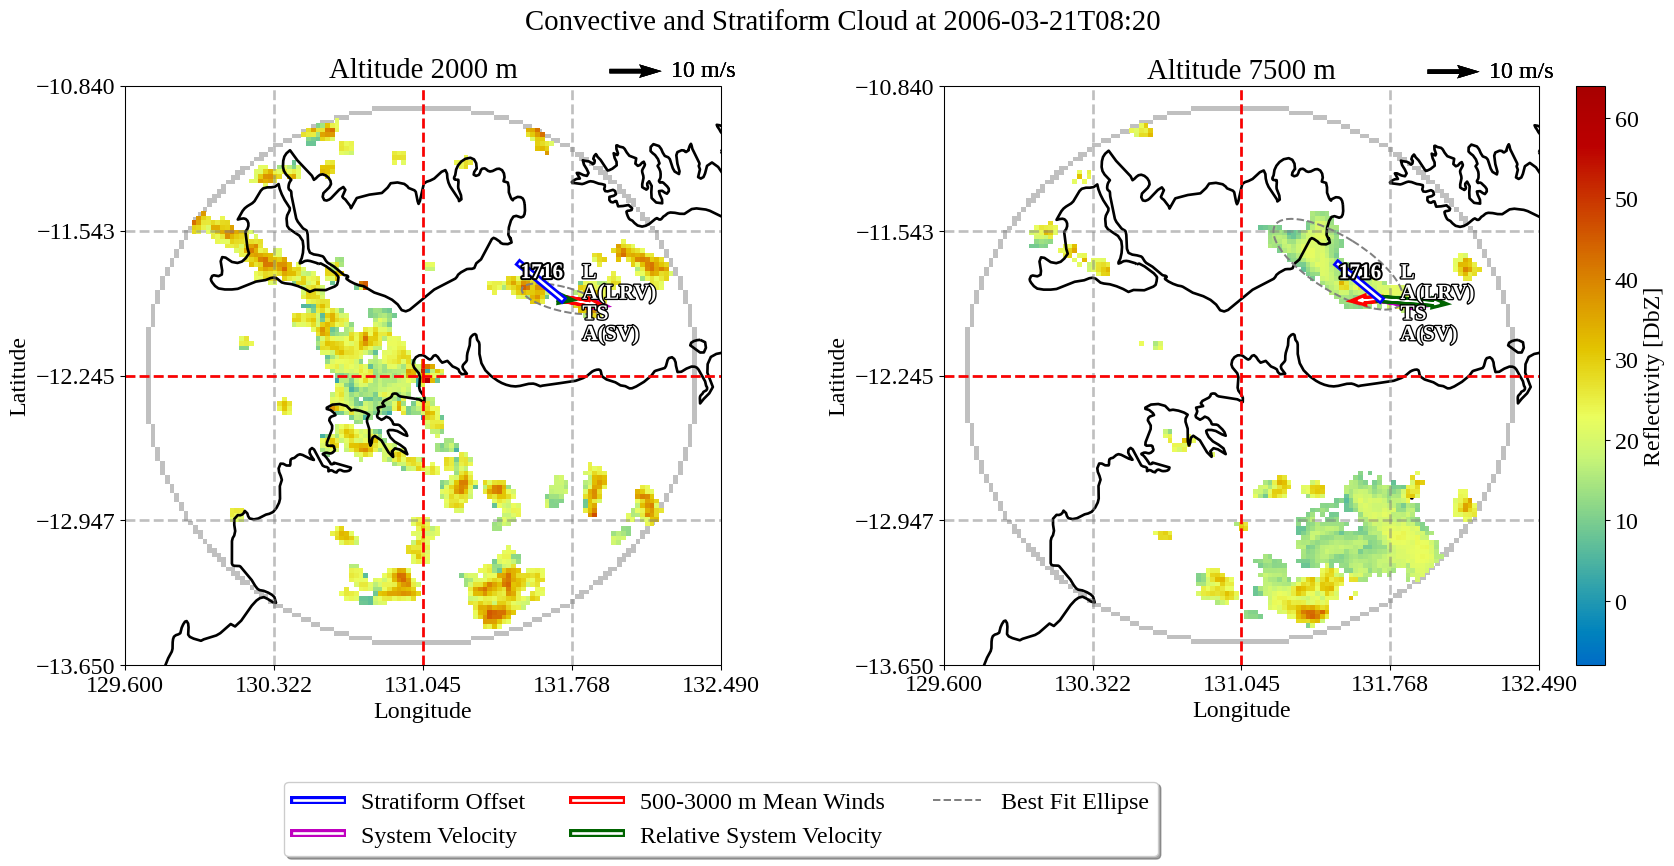 Convective and Stratiform Cloud at 2006-03-21T08:20
Altitude 2000 m
10 m/s
Latitude
−10.840
−11.543
−12.245
−12.947
−13.650
129.600
130.322
131.045
131.768
132.490
Longitude
1716
L
A(LRV)
TS
A(SV)
Altitude 7500 m
10 m/s
Latitude
−10.840
−11.543
−12.245
−12.947
−13.650
129.600
130.322
131.045
131.768
132.490
Longitude
1716
L
A(LRV)
TS
A(SV)
60
50
40
30
20
10
0
Reflectivity [DbZ]
Stratiform Offset
System Velocity
500-3000 m Mean Winds
Relative System Velocity
Best Fit Ellipse